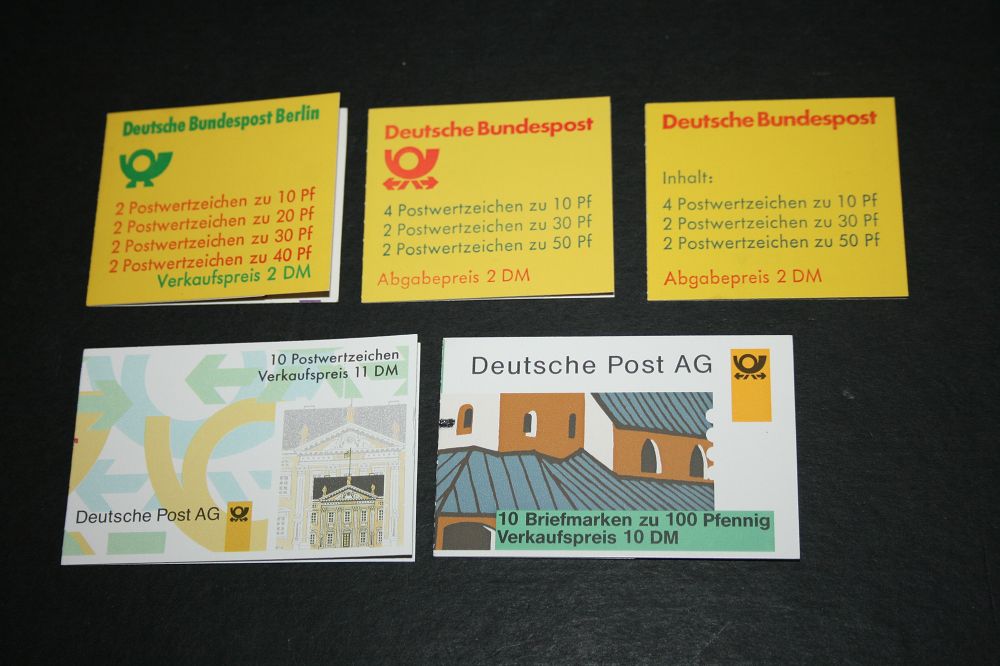 Deutsche Bundespost Berlin
2 Postwertzeichen zu 10 Pf
2 Postwertzeichen zu 20 Pf
2 Postwertzeichen zu 30 Pf
2 Postwertzeichen zu 40 Pf
Verkaufspreis 2 DM
Deutsche Bundespost
4 Postwertzeichen zu 10 Pf
2 Postwertzeichen zu 30 Pf
2 Postwertzeichen zu 50 Pf
Abgabepreis 2 DM
Deutsche Bundespost
Inhalt:
4 Postwertzeichen zu 10 Pf
2 Postwertzeichen zu 30 Pf
2 Postwertzeichen zu 50 Pf
Abgabepreis 2 DM
10 Postwertzeichen
Verkaufspreis 11 DM
Deutsche Post AG
Deutsche Post AG
10 Briefmarken zu 100 Pfennig
Verkaufspreis 10 DM